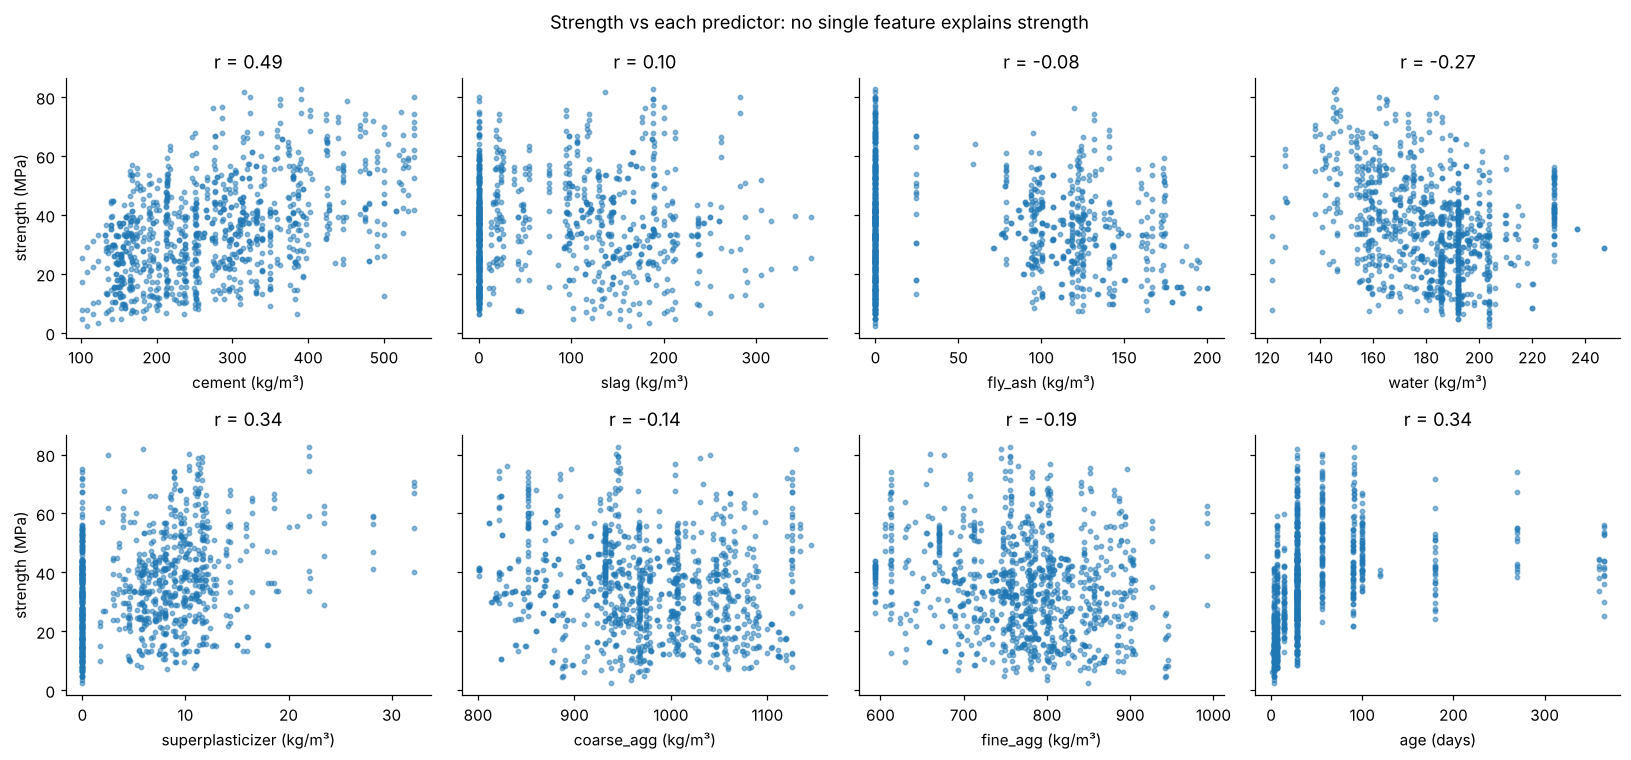 Strength vs each predictor: no single feature explains strength
r = 0.49
r = 0.10
r = -0.08
r = -0.27
strength (MPa)
80
60
40
20
0
100 200 300 400 500
0 100 200 300
0 50 100 150 200
120 140 160 180 200 220 240
cement (kg/m³)
slag (kg/m³)
fly_ash (kg/m³)
water (kg/m³)
r = 0.34
r = -0.14
r = -0.19
r = 0.34
strength (MPa)
80
60
40
20
0
0 10 20 30
800 900 1000 1100
600 700 800 900 1000
0 100 200 300
superplasticizer (kg/m³)
coarse_agg (kg/m³)
fine_agg (kg/m³)
age (days)